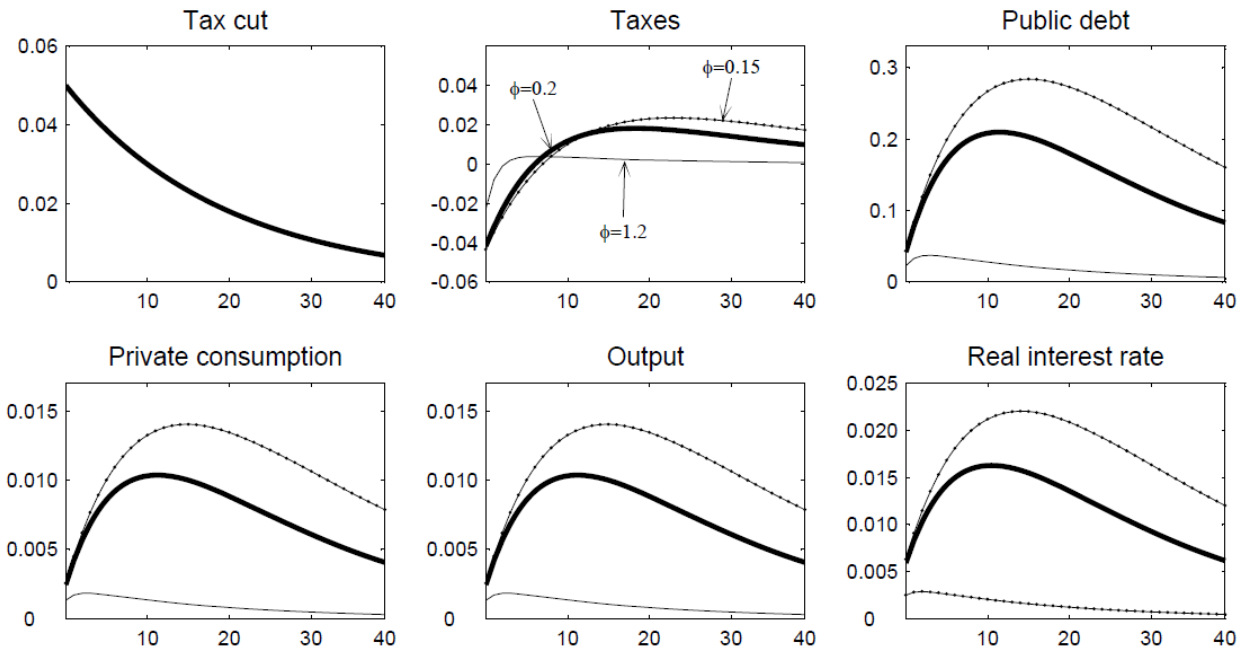 Tax cut
0.06
0.04
0.02
0
10 20 30 40
Taxes
0.04
0.02
0
-0.02
-0.04
-0.06
ϕ=0.2
ϕ=0.15
ϕ=1.2
10 20 30 40
Public debt
0.3
0.2
0.1
0
10 20 30 40
Private consumption
0.015
0.010
0.005
0
10 20 30 40
Output
0.015
0.010
0.005
0
10 20 30 40
Real interest rate
0.025
0.020
0.015
0.010
0.005
0
10 20 30 40